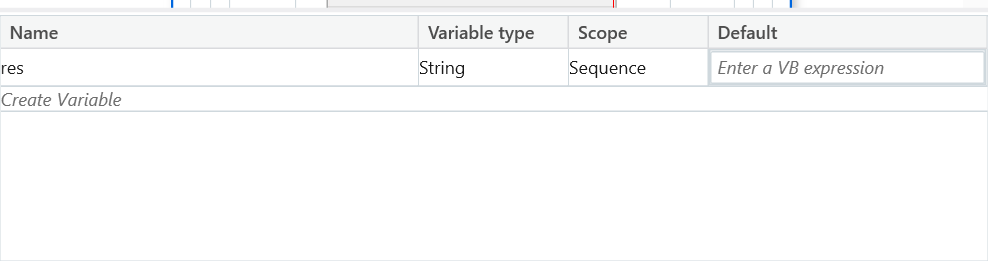 Name Variable type Scope Default
res String Sequence Enter a VB expression
Create Variable